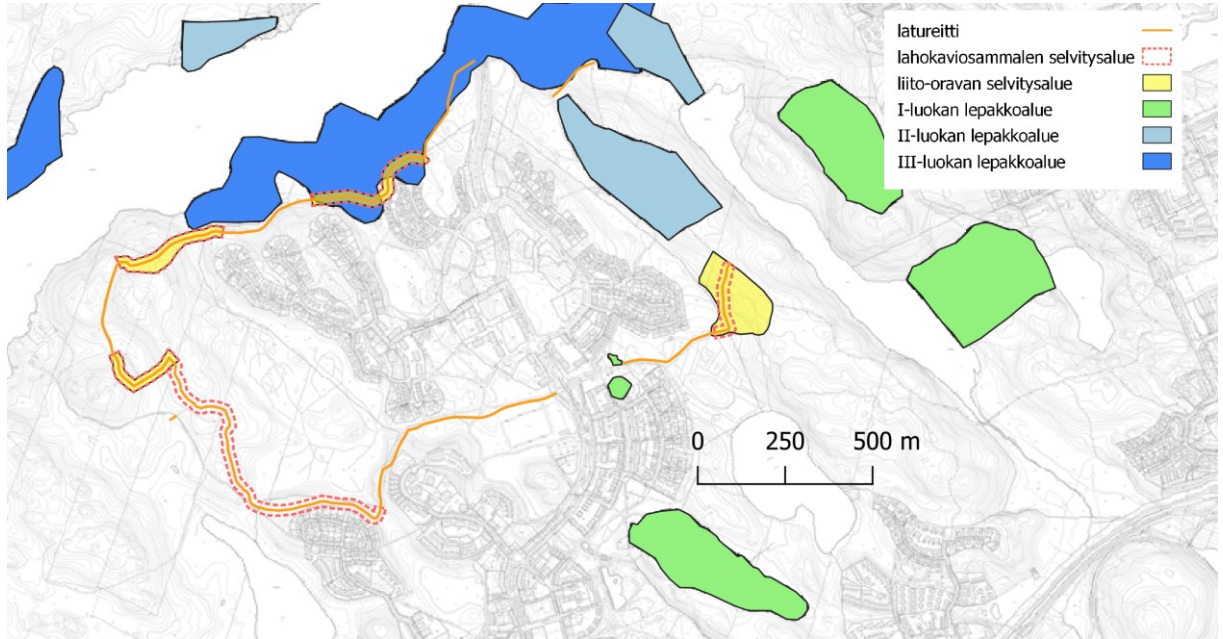 latureitti
lahokaviosammalen selvitysalue
liito-oravan selvitysalue
I-luokan lepakkoalue
II-luokan lepakkoalue
III-luokan lepakkoalue
0 250 500 m